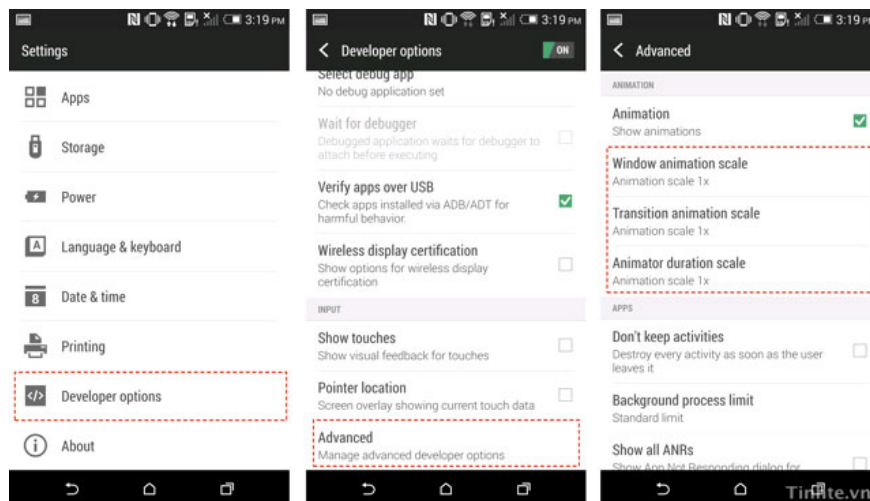 3:19 PM
Settings
Apps
Storage
Power
Language & keyboard
Date & time
Printing
Developer options
About
3:19 PM
Developer options
ON
Select debug app
No debug application set
Wait for debugger
Debugged application waits for debugger to
attach before executing
Verify apps over USB
Check apps installed via ADB/ADT for
harmful behavior.
Wireless display certification
Show options for wireless display
certification
INPUT
Show touches
Show visual feedback for touches
Pointer location
Screen overlay showing current touch data
Advanced
Manage advanced developer options
3:19 PM
Advanced
ANIMATION
Animation
Show animations
Window animation scale
Animation scale 1x
Transition animation scale
Animation scale 1x
Animator duration scale
Animation scale 1x
APPS
Don't keep activities
Destroy every activity as soon as the user
leaves it
Background process limit
Standard limit
Show all ANRs
Show App Not Responding dialog for
Tinhte.vn